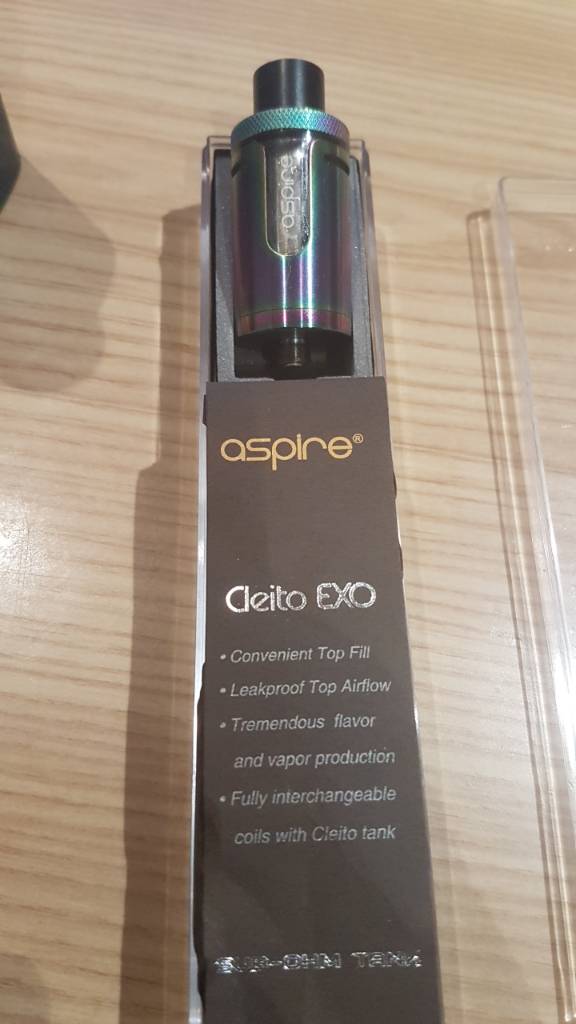 aspire
aspire®
Cleito EXO
• Convenient Top Fill
• Leakproof Top Airflow
• Tremendous flavor
and vapor production
• Fully interchangeable
coils with Cleito tank
SUB-OHM TANK